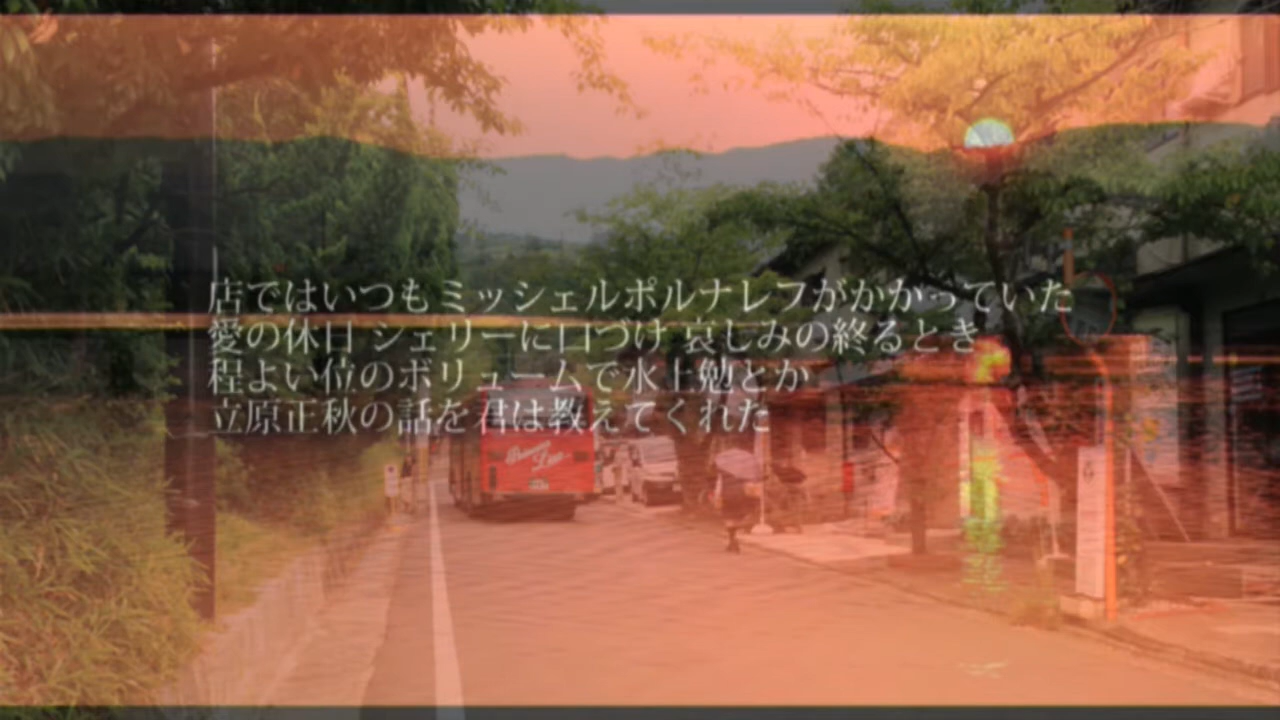 店ではいつもミッシェルポルナレフがかかっていた
愛の休日 シェリーに口づけ 哀しみの終るとき
程よい位のボリュームで水上勉とか
立原正秋の話を君は教えてくれた